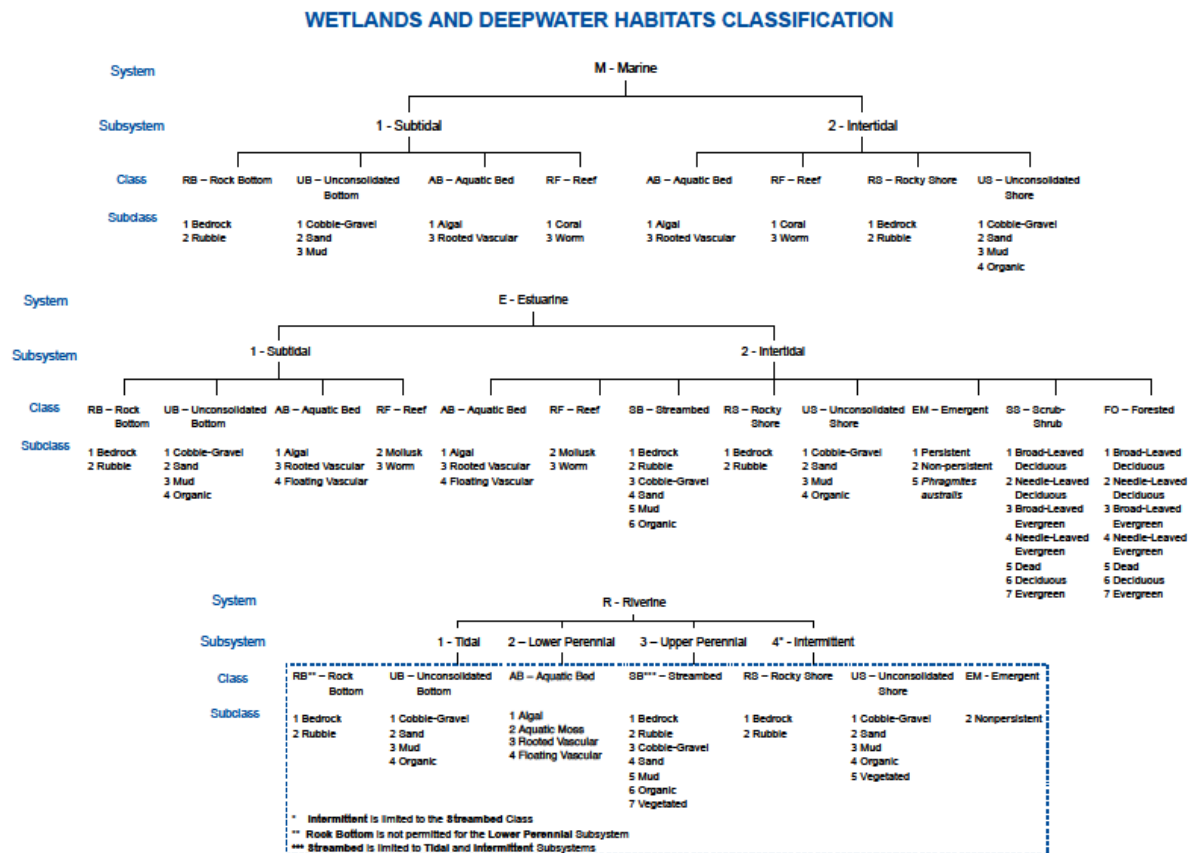 WETLANDS AND DEEPWATER HABITATS CLASSIFICATION
System
M - Marine
Subsystem
1 - Subtidal
2 - Intertidal
Class
RB – Rock Bottom
UB – Unconsolidated
Bottom
AB – Aquatic Bed
RF – Reef
AB – Aquatic Bed
RF – Reef
RS – Rocky Shore
US – Unconsolidated
Shore
Subclass
1 Bedrock
2 Rubble
1 Cobble-Gravel
2 Sand
3 Mud
1 Algal
3 Rooted Vascular
1 Coral
3 Worm
1 Algal
3 Rooted Vascular
1 Coral
3 Worm
1 Bedrock
2 Rubble
1 Cobble-Gravel
2 Sand
3 Mud
4 Organic
System
E - Estuarine
Subsystem
1 - Subtidal
2 - Intertidal
Class
RB – Rock
Bottom
UB – Unconsolidated
Bottom
AB – Aquatic Bed
RF – Reef
AB – Aquatic Bed
RF – Reef
SB – Streambed
RS – Rocky
Shore
US – Unconsolidated
Shore
EM – Emergent
SS – Scrub-
Shrub
FO – Forested
Subclass
1 Bedrock
2 Rubble
1 Cobble-Gravel
2 Sand
3 Mud
4 Organic
1 Algal
3 Rooted Vascular
4 Floating Vascular
2 Mollusk
3 Worm
1 Algal
3 Rooted Vascular
4 Floating Vascular
2 Mollusk
3 Worm
1 Bedrock
2 Rubble
3 Cobble-Gravel
4 Sand
5 Mud
6 Organic
1 Bedrock
2 Rubble
1 Cobble-Gravel
2 Sand
3 Mud
4 Organic
1 Persistent
2 Non-persistent
5 Phragmites
australis
1 Broad-Leaved
Deciduous
2 Needle-Leaved
Deciduous
3 Broad-Leaved
Evergreen
4 Needle-Leaved
Evergreen
5 Dead
6 Deciduous
7 Evergreen
1 Broad-Leaved
Deciduous
2 Needle-Leaved
Deciduous
3 Broad-Leaved
Evergreen
4 Needle-Leaved
Evergreen
5 Dead
6 Deciduous
7 Evergreen
System
R - Riverine
Subsystem
1 - Tidal
2 – Lower Perennial
3 – Upper Perennial
4* - Intermittent
Class
RB** – Rock
Bottom
UB – Unconsolidated
Bottom
AB – Aquatic Bed
SB*** – Streambed
RS – Rocky Shore
US – Unconsolidated
Shore
EM - Emergent
Subclass
1 Bedrock
2 Rubble
1 Cobble-Gravel
2 Sand
3 Mud
4 Organic
1 Algal
2 Aquatic Moss
3 Rooted Vascular
4 Floating Vascular
1 Bedrock
2 Rubble
3 Cobble-Gravel
4 Sand
5 Mud
6 Organic
7 Vegetated
1 Bedrock
2 Rubble
1 Cobble-Gravel
2 Sand
3 Mud
4 Organic
5 Vegetated
2 Nonpersistent
* Intermittent is limited to the Streambed Class
** Rock Bottom is not permitted for the Lower Perennial Subsystem
*** Streambed is limited to Tidal and Intermittent Subsystems